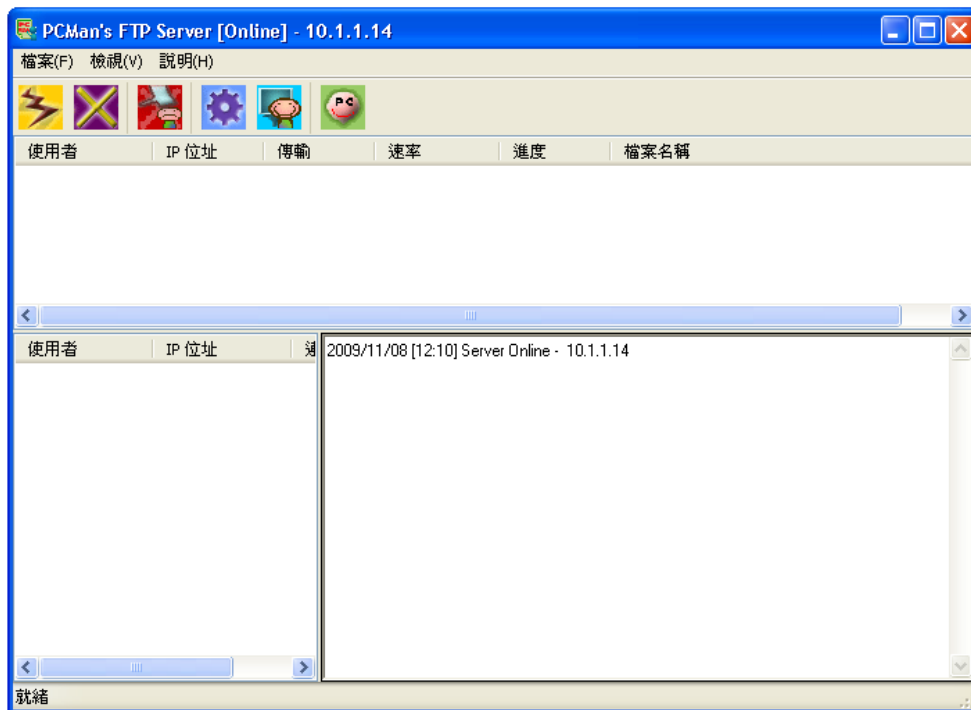 PCMan's FTP Server [Online] - 10.1.1.14
檔案(F) 檢視(V) 說明(H)
PC
使用者 IP 位址 傳輸 速率 進度 檔案名稱
使用者 IP 位址
2009/11/08 [12:10] Server Online - 10.1.1.14
就緒